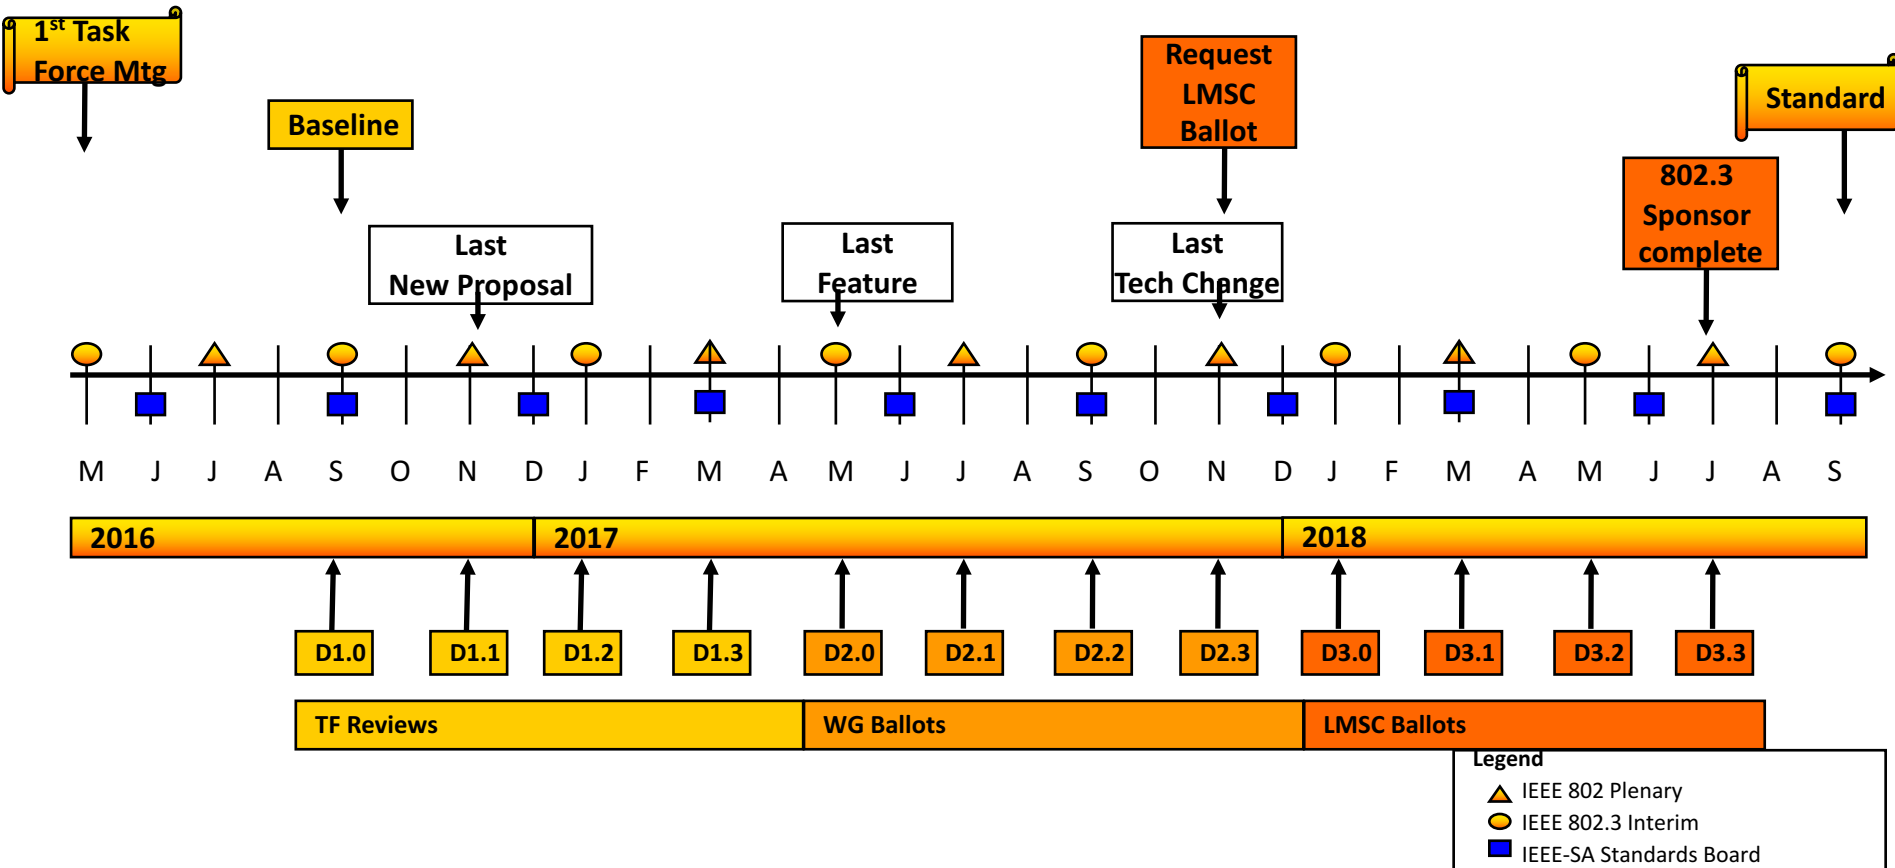 1st Task
Force Mtg
Baseline
Request
LMSC
Ballot
Standard
802.3
Sponsor
complete
Last
New Proposal
Last
Feature
Last
Tech Change
M J J A S O N D J F M A M J J A S O N D J F M A M J J A S
2016 2017 2018
D1.0 D1.1 D1.2 D1.3 D2.0 D2.1 D2.2 D2.3 D3.0 D3.1 D3.2 D3.3
TF Reviews WG Ballots LMSC Ballots
Legend
IEEE 802 Plenary
IEEE 802.3 Interim
IEEE-SA Standards Board